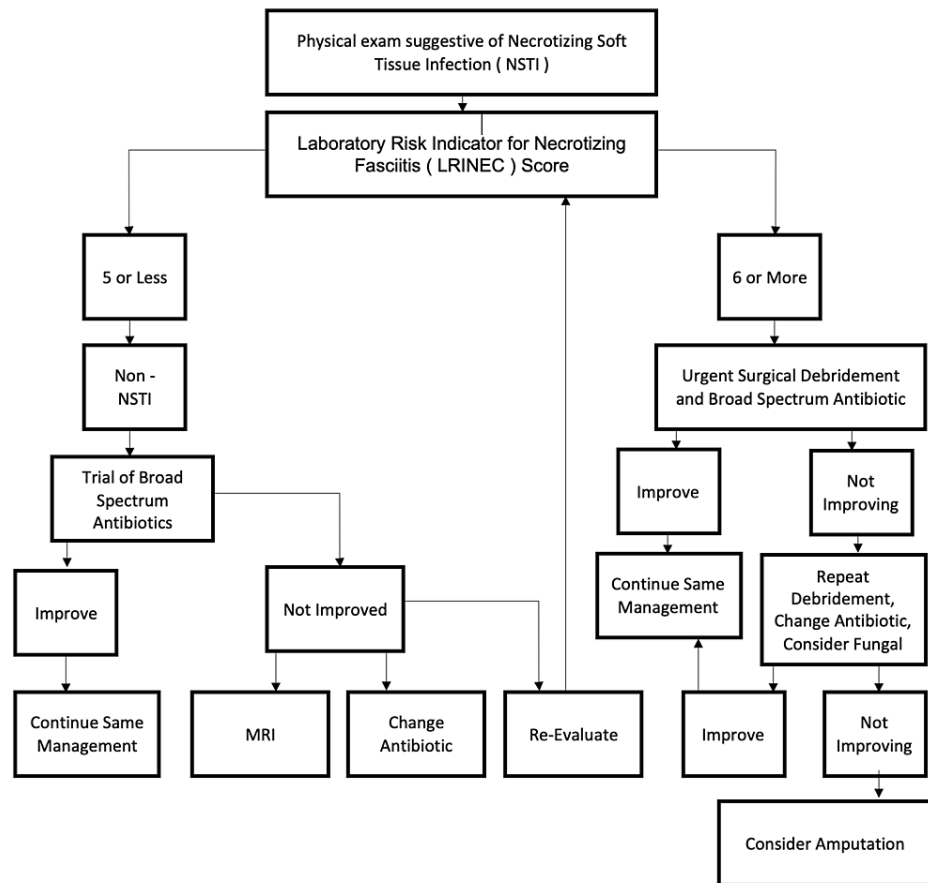 Physical exam suggestive of Necrotizing Soft
Tissue Infection ( NSTI )
Laboratory Risk Indicator for Necrotizing
Fasciitis ( LRINEC ) Score
5 or Less
6 or More
Non -
NSTI
Urgent Surgical Debridement
and Broad Spectrum Antibiotic
Trial of Broad
Spectrum
Antibiotics
Improve
Not
Improving
Improve
Not Improved
Continue Same
Management
Repeat
Debridement,
Change Antibiotic,
Consider Fungal
Continue Same
Management
MRI
Change
Antibiotic
Re-Evaluate
Improve
Not
Improving
Consider Amputation